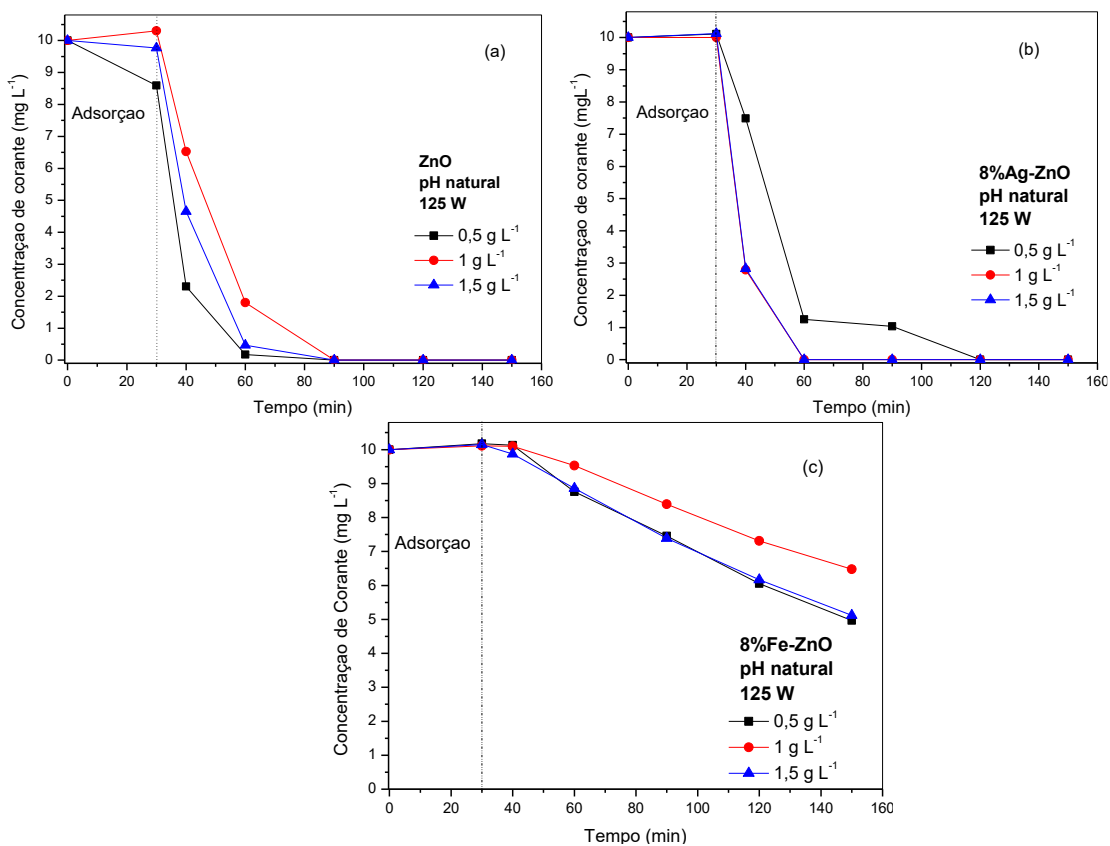 (a)
Concentraçao de corante (mg L⁻¹)
10
9
8
7
6
5
4
3
2
1
0
Adsorçao
ZnO
pH natural
125 W
0,5 g L⁻¹
1 g L⁻¹
1,5 g L⁻¹
0 20 40 60 80 100 120 140 160
Tempo (min)
(b)
Concentraçao de corante (mgL⁻¹)
10
9
8
7
6
5
4
3
2
1
0
Adsorçao
8%Ag-ZnO
pH natural
125 W
0,5 g L⁻¹
1 g L⁻¹
1,5 g L⁻¹
0 20 40 60 80 100 120 140 160
Tempo (min)
(c)
Concentraçao de Corante (mg L⁻¹)
10
9
8
7
6
5
4
3
2
1
0
Adsorçao
8%Fe-ZnO
pH natural
125 W
0,5 g L⁻¹
1 g L⁻¹
1,5 g L⁻¹
0 20 40 60 80 100 120 140 160
Tempo (min)